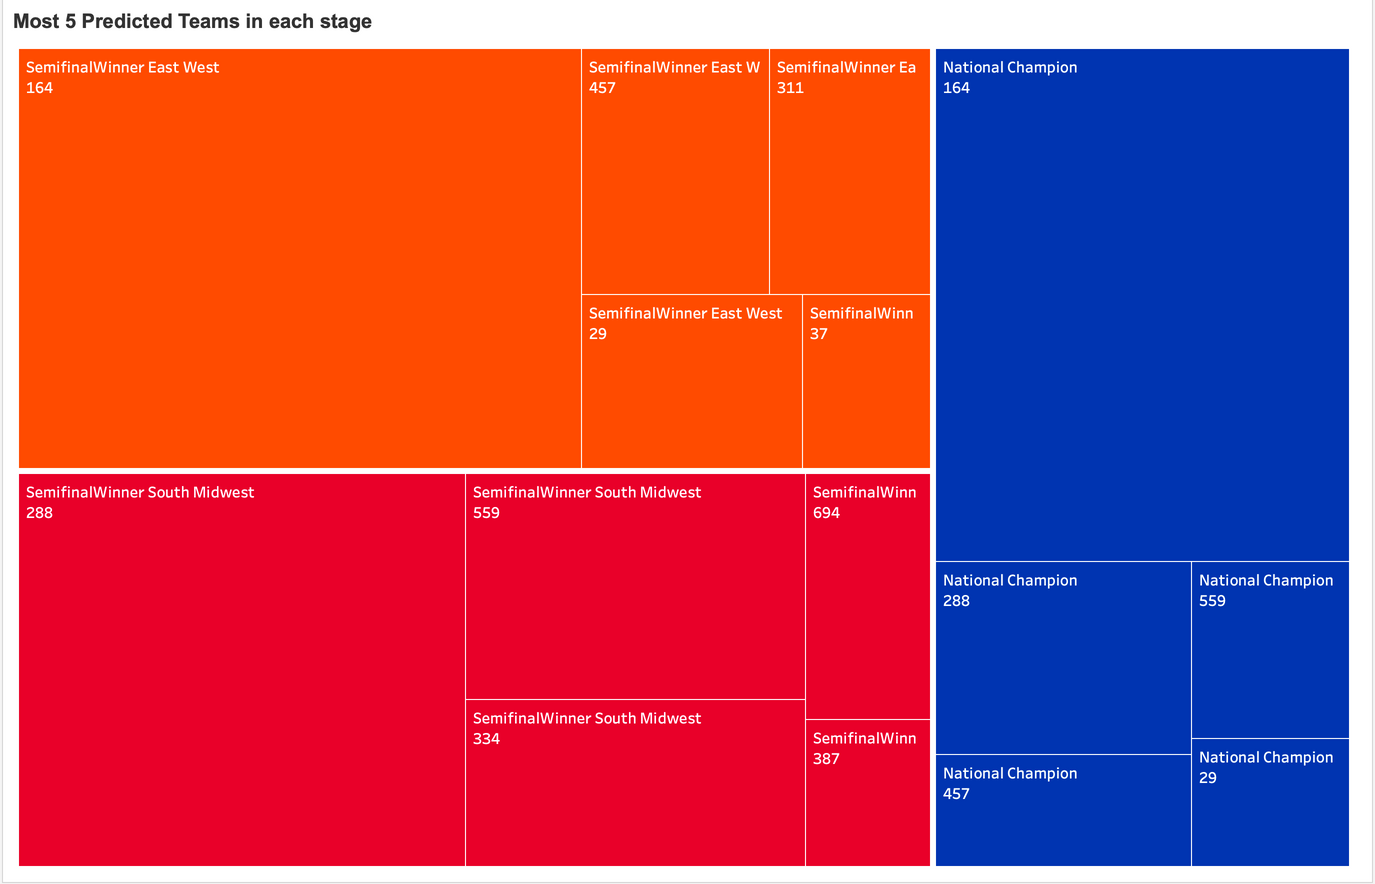 Most 5 Predicted Teams in each stage
SemifinalWinner East West
164
SemifinalWinner East W
457
SemifinalWinner Ea
311
SemifinalWinner East West
29
SemifinalWinn
37
SemifinalWinner South Midwest
288
SemifinalWinner South Midwest
559
SemifinalWinn
694
SemifinalWinner South Midwest
334
SemifinalWinn
387
National Champion
164
National Champion
288
National Champion
559
National Champion
457
National Champion
29